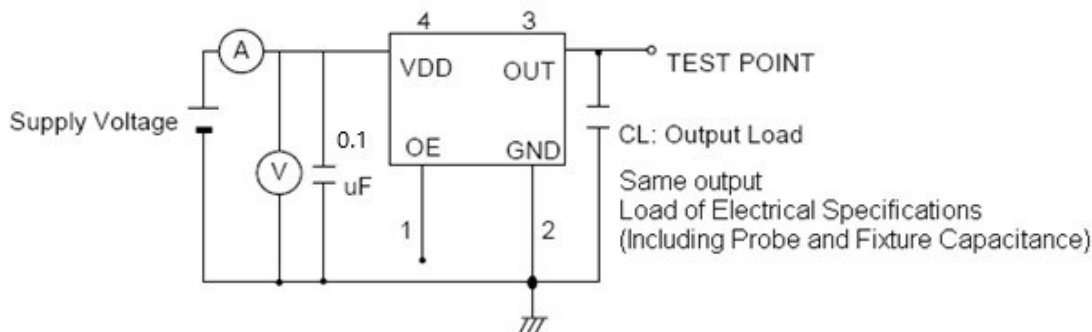 4
3
A
VDD
OUT
TEST POINT
Supply Voltage
0.1
uF
V
OE
GND
CL: Output Load
1
2
Same output
Load of Electrical Specifications
(Including Probe and Fixture Capacitance)